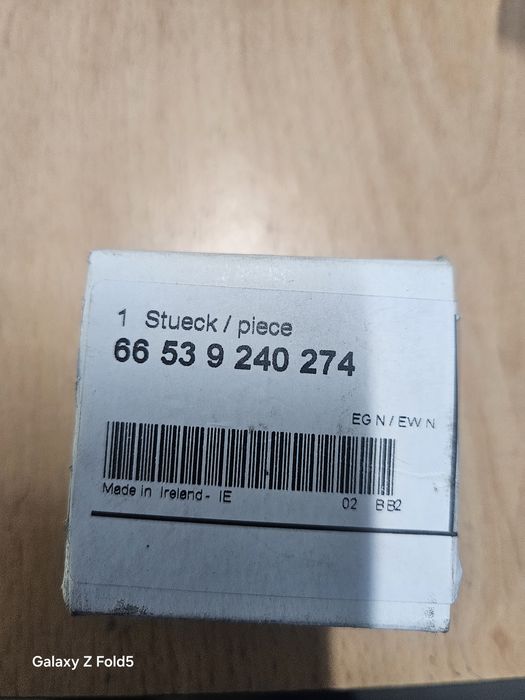 1 Stueck / piece
66 53 9 240 274
EG N / EW N
Made in Ireland - IE 02 BB2
Galaxy Z Fold5